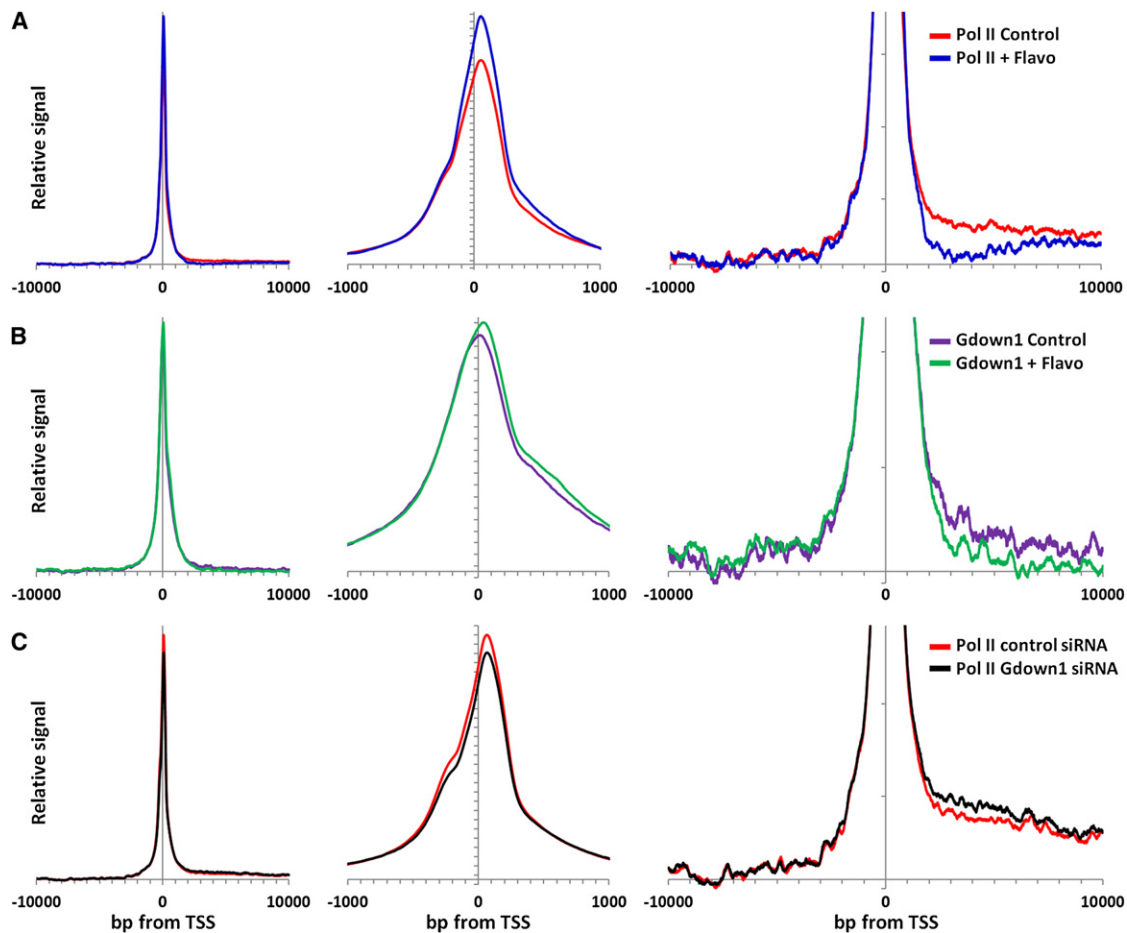 A
Relative signal
Pol II Control
Pol II + Flavo
-10000 0 10000
-1000 0 1000
-10000 0 10000
B
Relative signal
Gdown1 Control
Gdown1 + Flavo
-10000 0 10000
-1000 0 1000
-10000 0 10000
C
Relative signal
Pol II control siRNA
Pol II Gdown1 siRNA
-10000 0 10000
-1000 0 1000
-10000 0 10000
bp from TSS
bp from TSS
bp from TSS